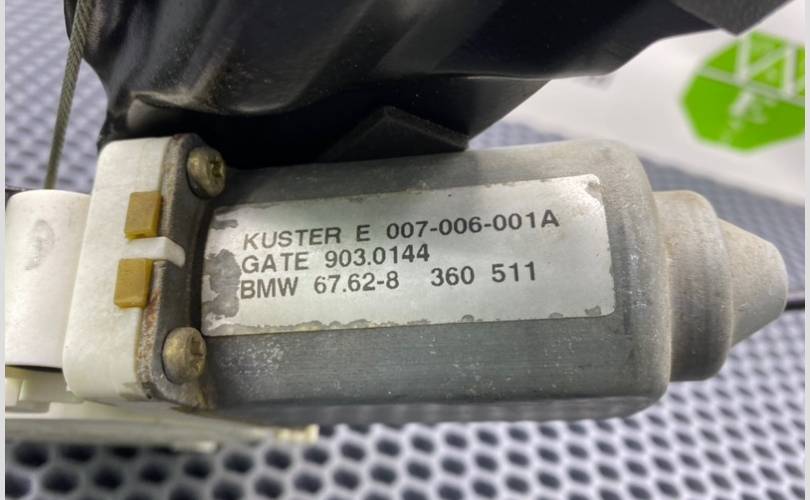 KUSTER E 007-006-001A
GATE 903.0144
BMW 67.62-8 360 511